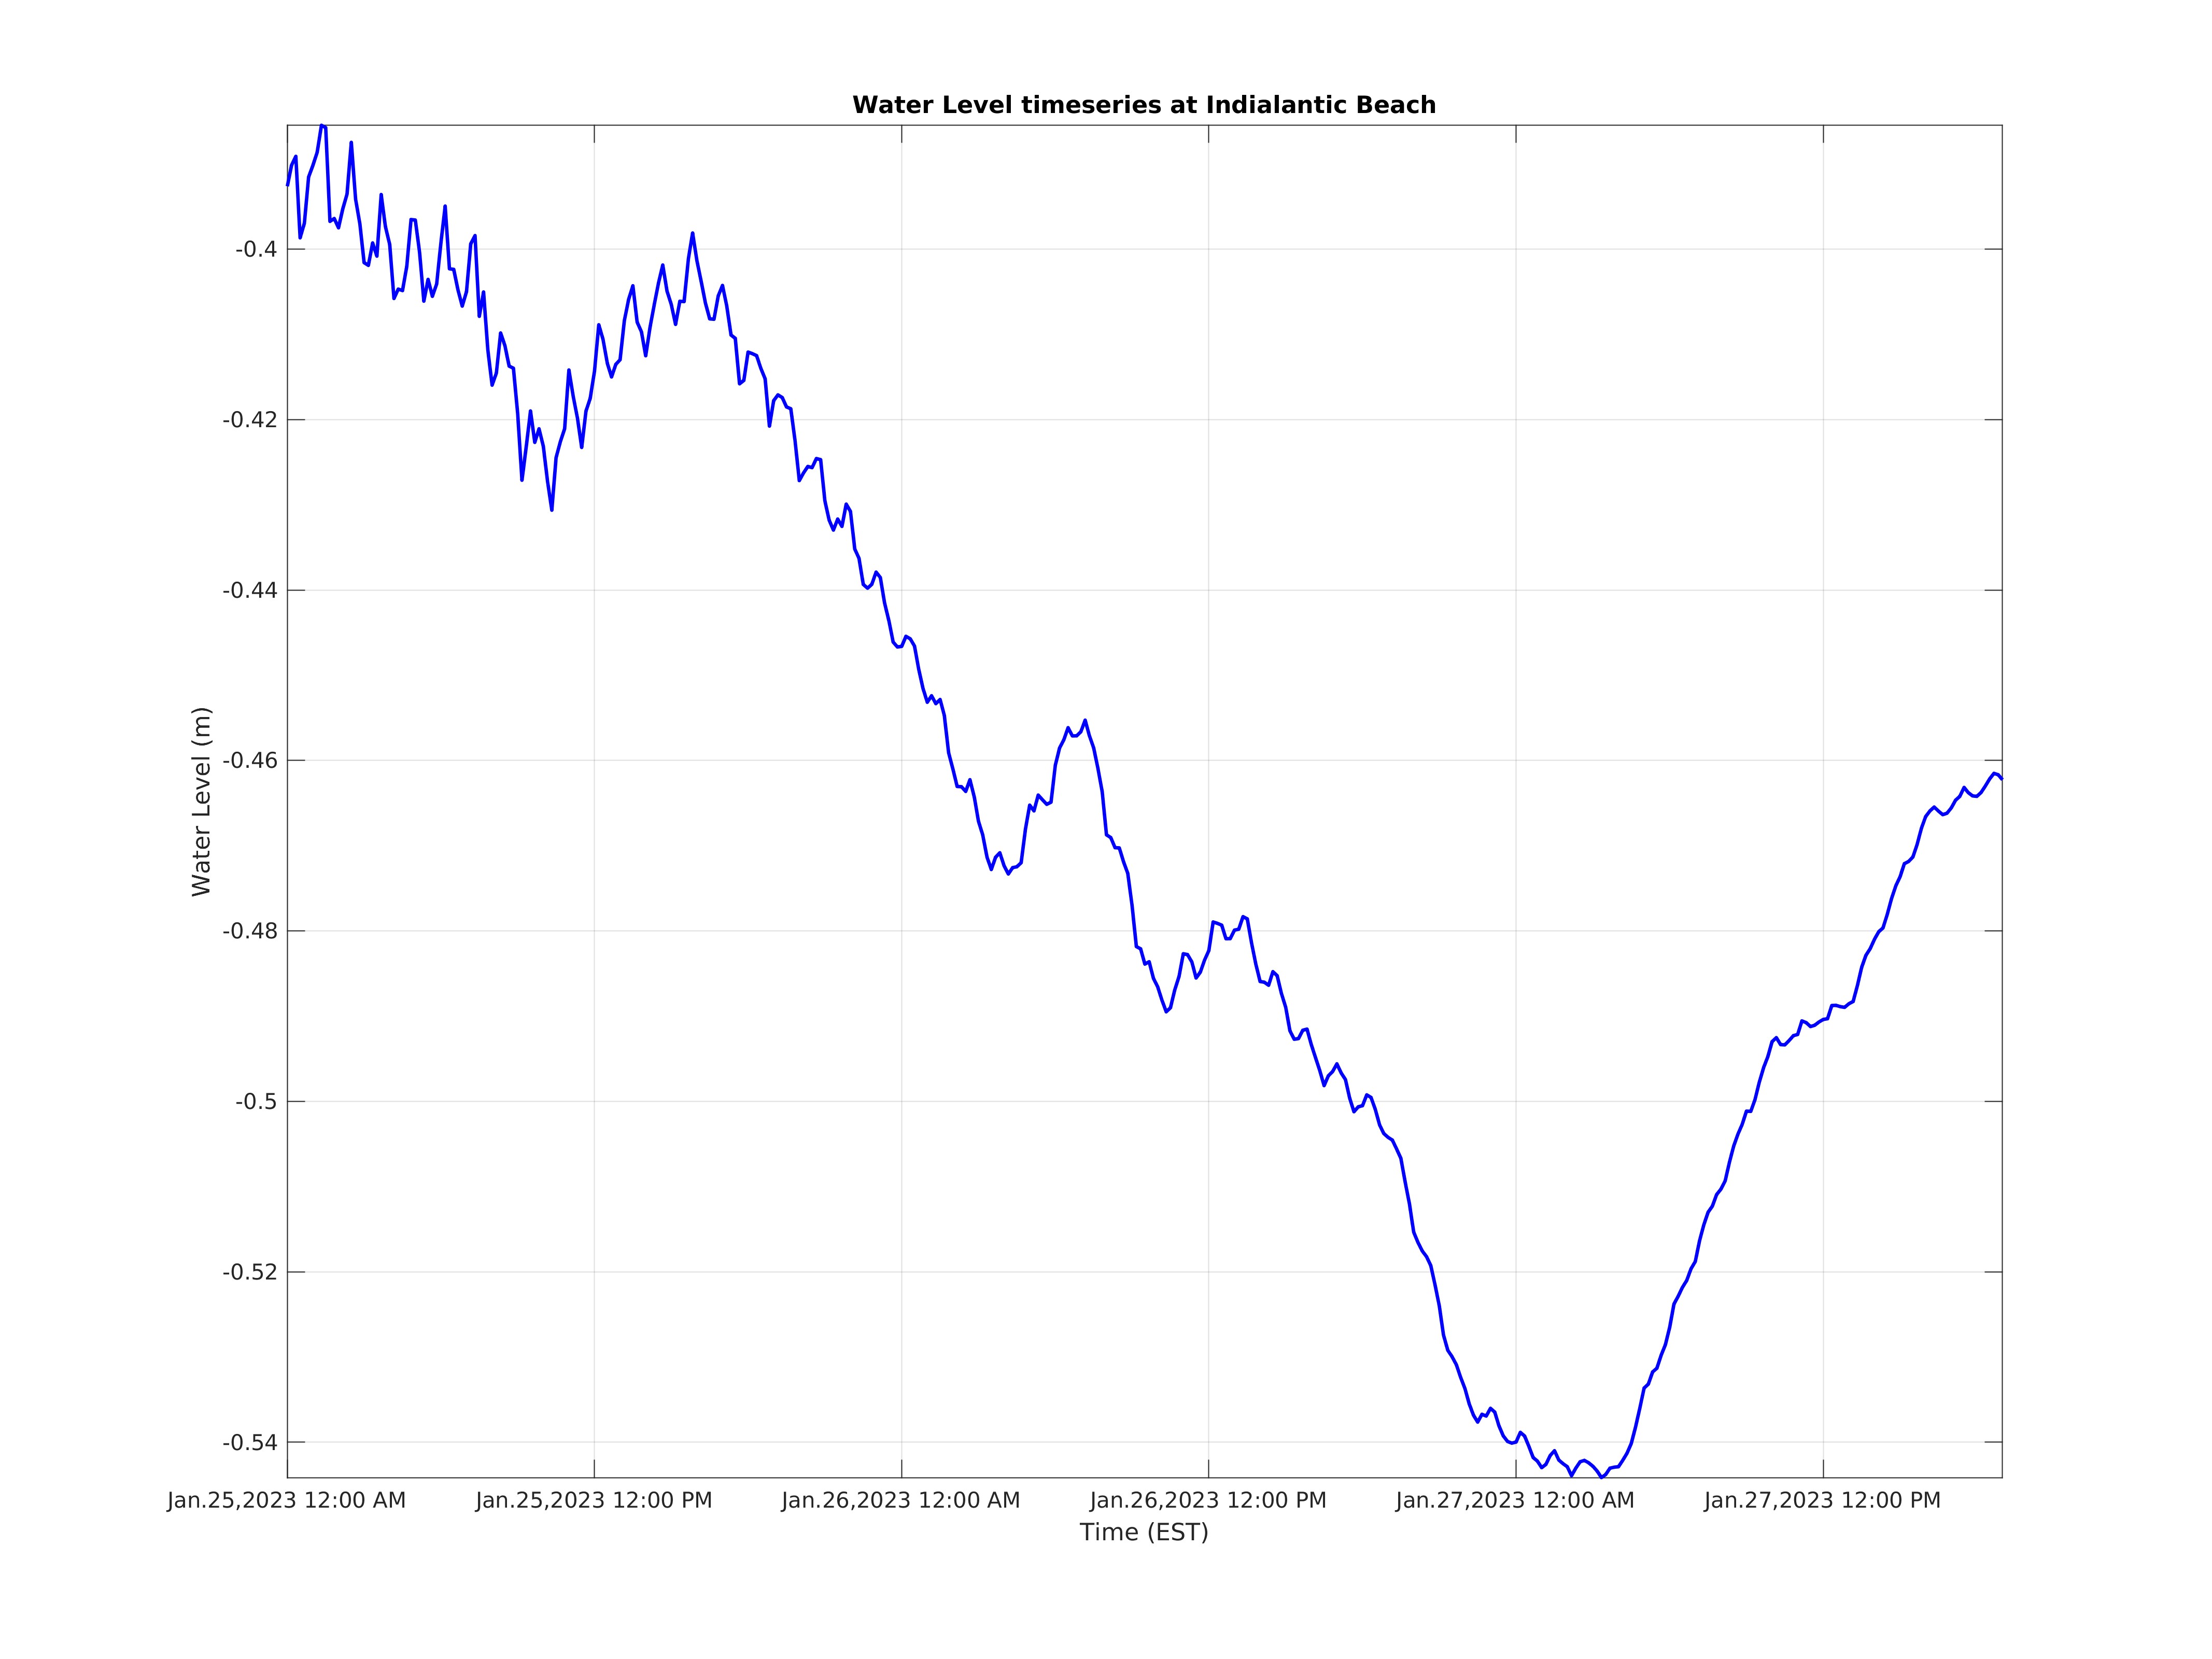 Water Level timeseries at Indialantic Beach
-0.4
-0.42
-0.44
-0.46
-0.48
-0.5
-0.52
-0.54
Water Level (m)
Jan.25,2023 12:00 AM
Jan.25,2023 12:00 PM
Jan.26,2023 12:00 AM
Jan.26,2023 12:00 PM
Jan.27,2023 12:00 AM
Jan.27,2023 12:00 PM
Time (EST)